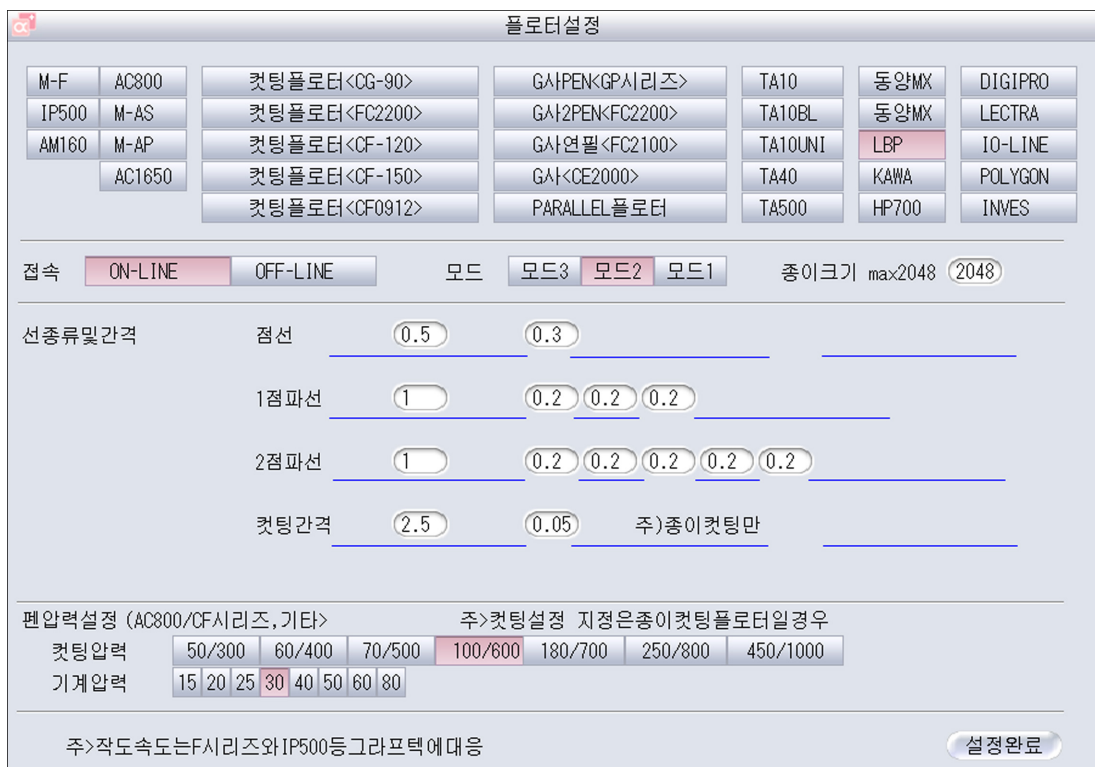 플로터설정
M-F AC800 컷팅플로터<CG-90> G사PEN<GP시리즈> TA10 동양MX DIGIPRO
IP500 M-AS 컷팅플로터<FC2200> G사2PEN<FC2200> TA10BL 동양MX LECTRA
AM160 M-AP 컷팅플로터<CF-120> G사연필<FC2100> TA10UNI LBP IO-LINE
AC1650 컷팅플로터<CF-150> G사<CE2000> TA40 KAWA POLYGON
컷팅플로터<CF0912> PARALLEL플로터 TA500 HP700 INVES
접속 ON-LINE OFF-LINE 모드 모드3 모드2 모드1 종이크기 max2048 2048
선종류및간격 점선 0.5 0.3
1점파선 1 0.2 0.2 0.2
2점파선 1 0.2 0.2 0.2 0.2 0.2
컷팅간격 2.5 0.05 주)종이컷팅만
펜압력설정 (AC800/CF시리즈,기타> 주>컷팅설정 지정은종이컷팅플로터일경우
컷팅압력 50/300 60/400 70/500 100/600 180/700 250/800 450/1000
기계압력 15 20 25 30 40 50 60 80
주>작도속도는F시리즈와IP500등그라프텍에대응 설정완료